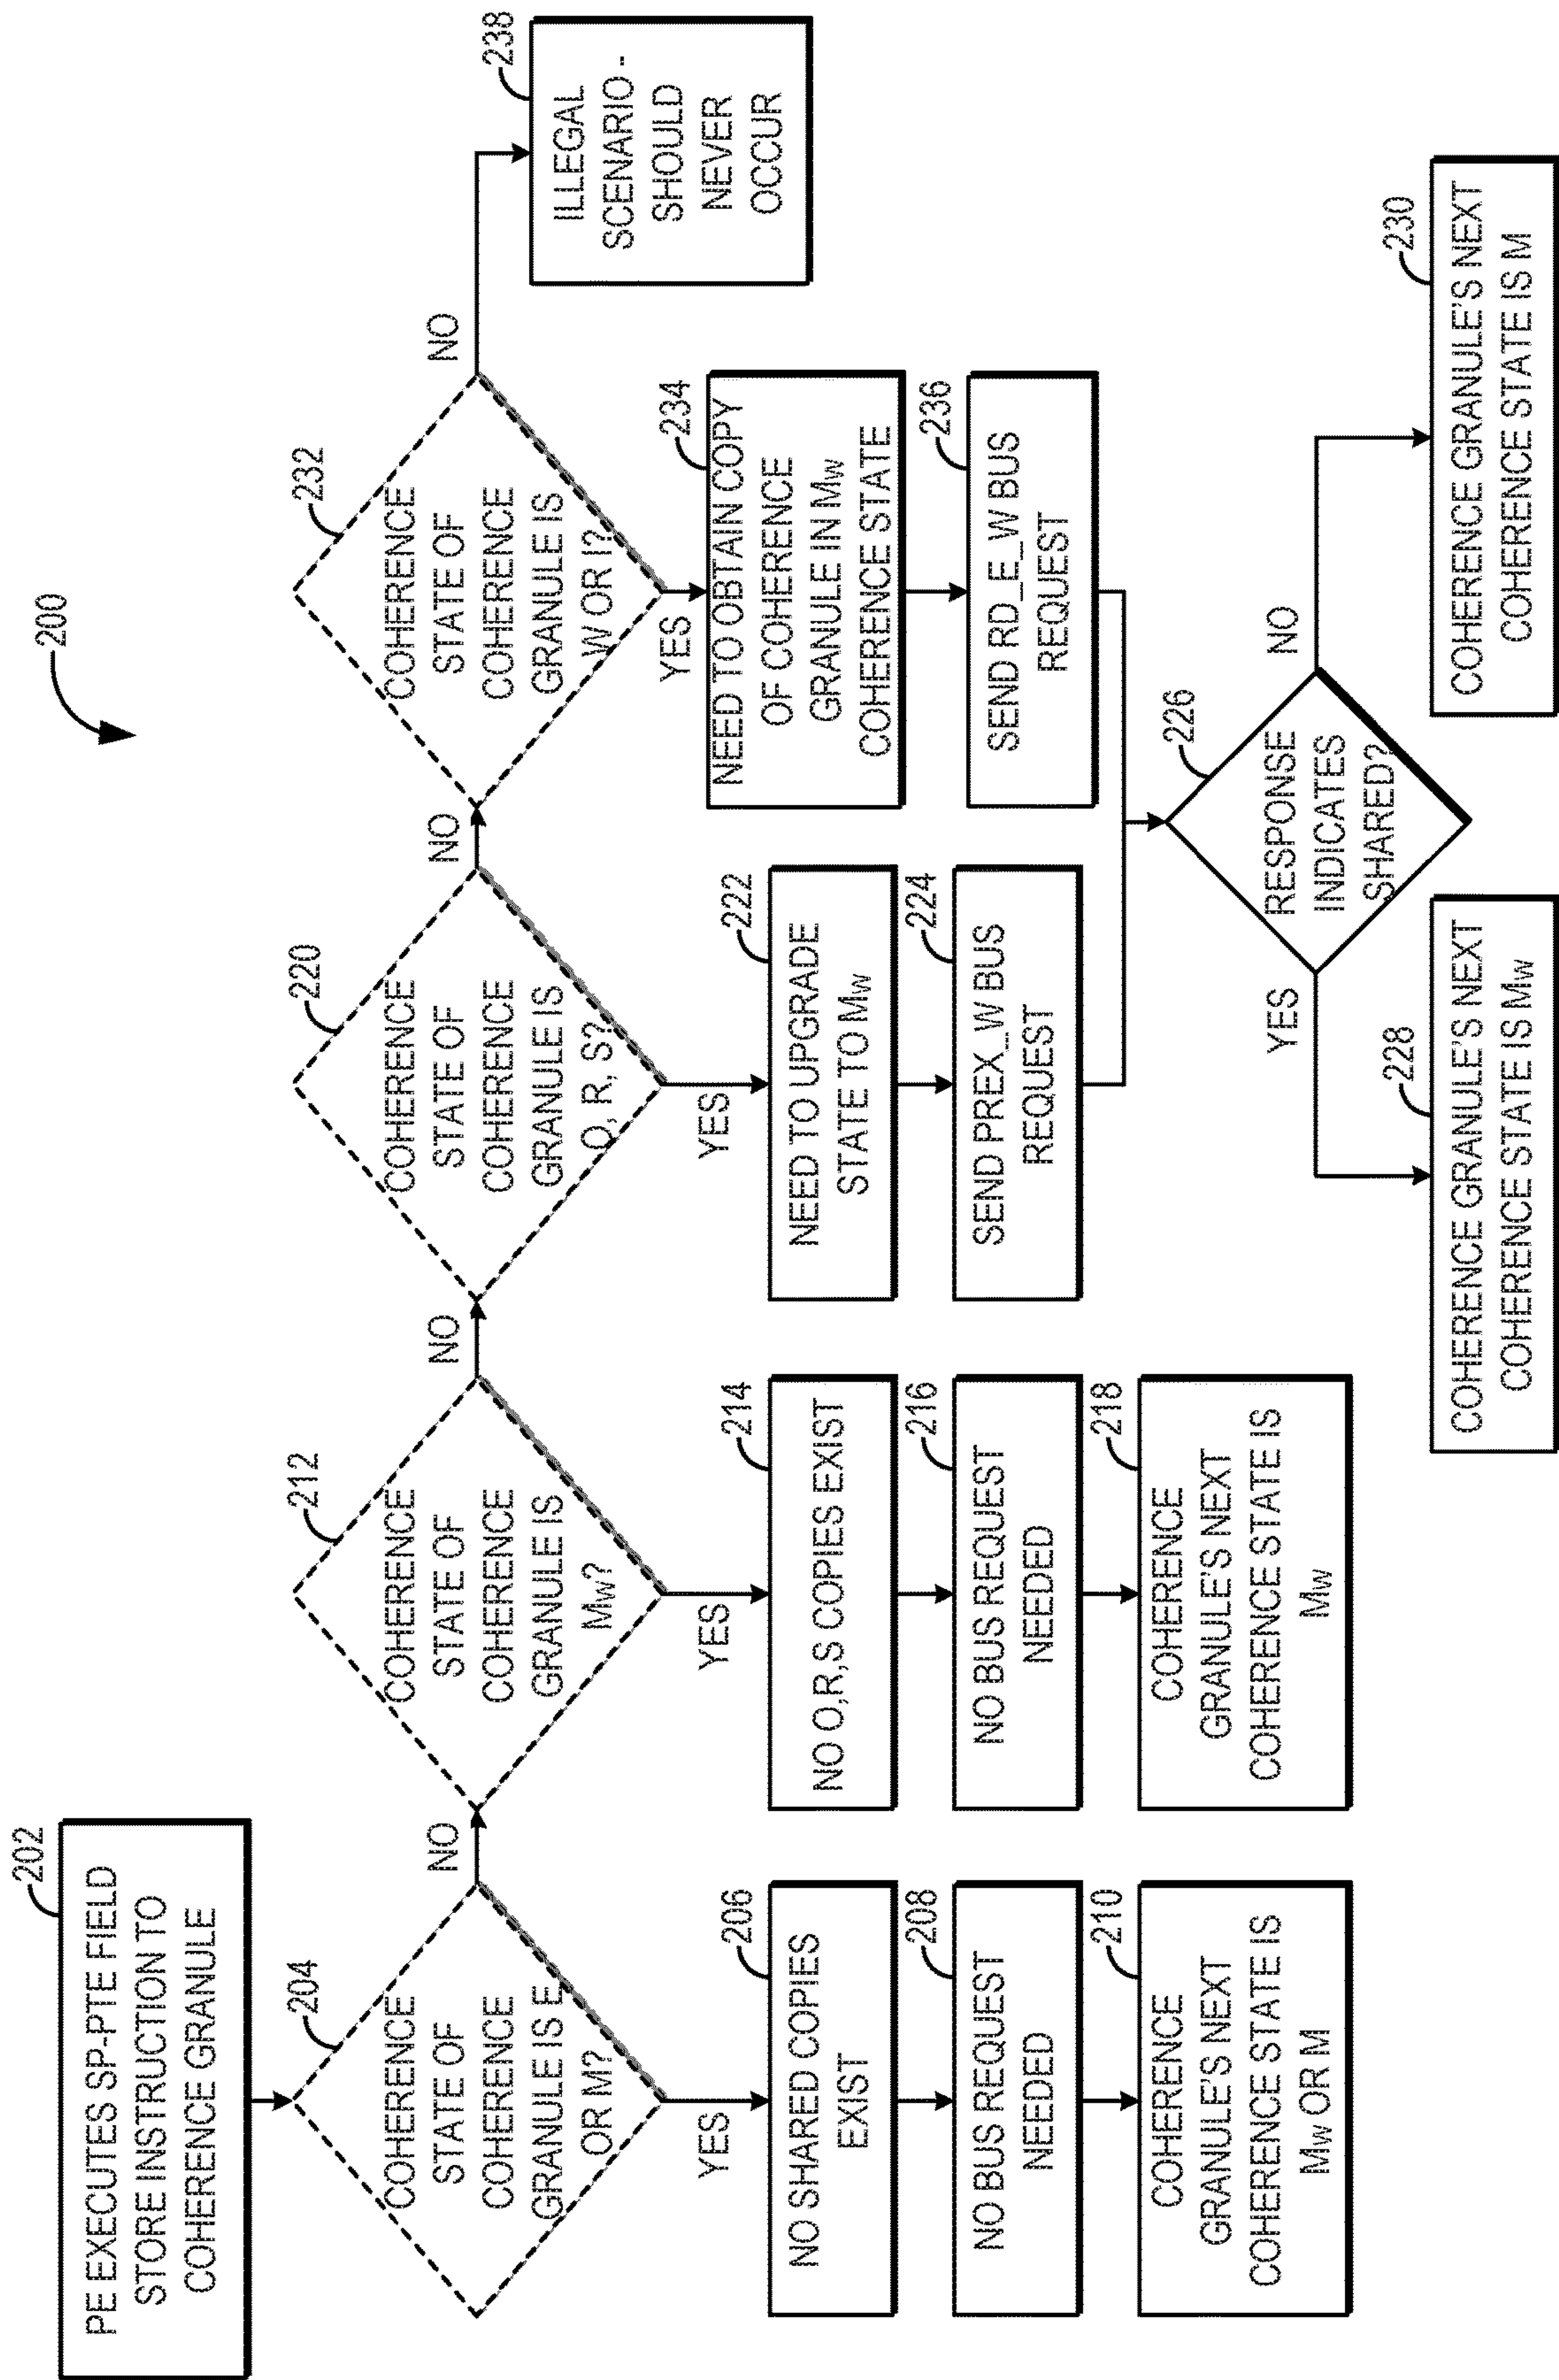 200
202
PE EXECUTES SP-PTE FIELD
STORE INSTRUCTION TO
COHERENCE GRANULE
204
COHERENCE
STATE OF
COHERENCE
GRANULE IS E
OR M?
NO
YES
206
NO SHARED COPIES
EXIST
208
NO BUS REQUEST
NEEDED
210
COHERENCE
GRANULE'S NEXT
COHERENCE STATE IS
Mw OR M
212
COHERENCE
STATE OF
COHERENCE
GRANULE IS
Mw?
NO
YES
214
NO O,R,S COPIES EXIST
216
NO BUS REQUEST
NEEDED
218
COHERENCE
GRANULE'S NEXT
COHERENCE STATE IS
Mw
220
COHERENCE
STATE OF
COHERENCE
GRANULE IS
O, R, S?
NO
YES
222
NEED TO UPGRADE
STATE TO Mw
224
SEND PREX_W BUS
REQUEST
232
COHERENCE
STATE OF
COHERENCE
GRANULE IS
W OR I?
NO
YES
234
NEED TO OBTAIN COPY
OF COHERENCE
GRANULE IN Mw
COHERENCE STATE
236
SEND RD_E_W BUS
REQUEST
238
ILLEGAL
SCENARIO -
SHOULD
NEVER
OCCUR
226
RESPONSE
INDICATES
SHARED?
YES
NO
228
COHERENCE GRANULE'S NEXT
COHERENCE STATE IS Mw
230
COHERENCE GRANULE'S NEXT
COHERENCE STATE IS M